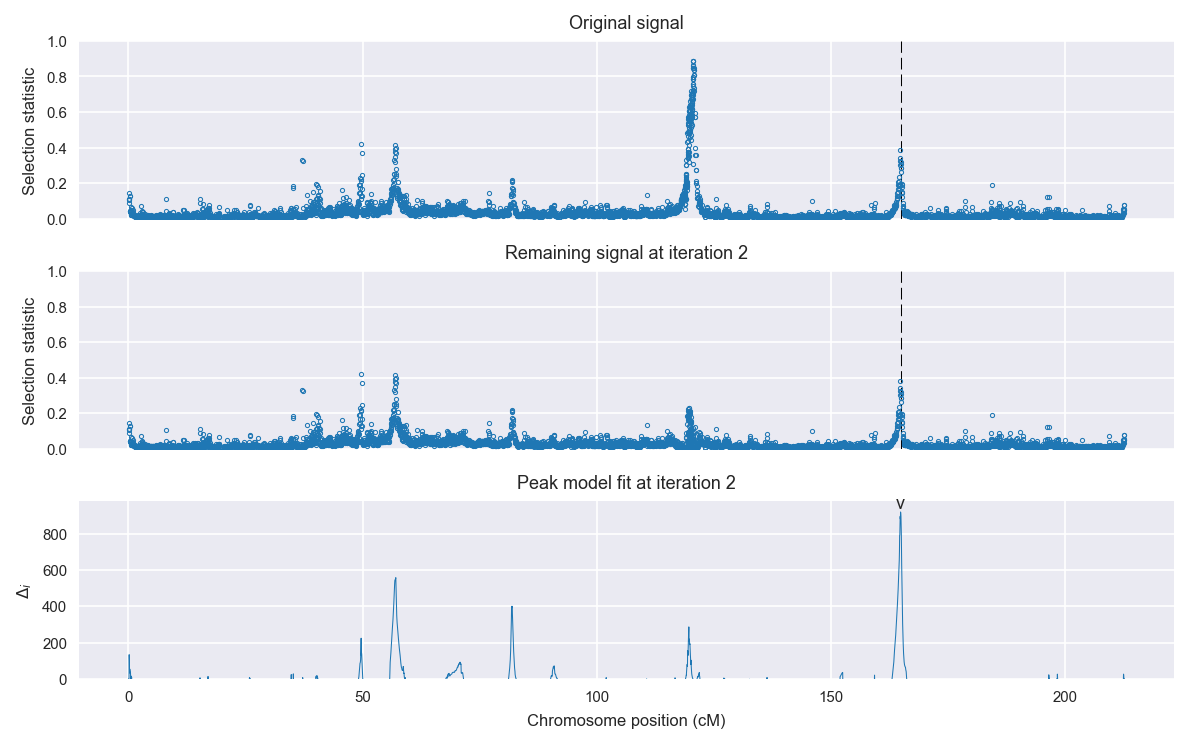 Original signal
1.0
0.8
0.6
0.4
0.2
0.0
Selection statistic
Remaining signal at iteration 2
1.0
0.8
0.6
0.4
0.2
0.0
Selection statistic
Peak model fit at iteration 2
v
800
600
400
200
0
Δi
0 50 100 150 200
Chromosome position (cM)